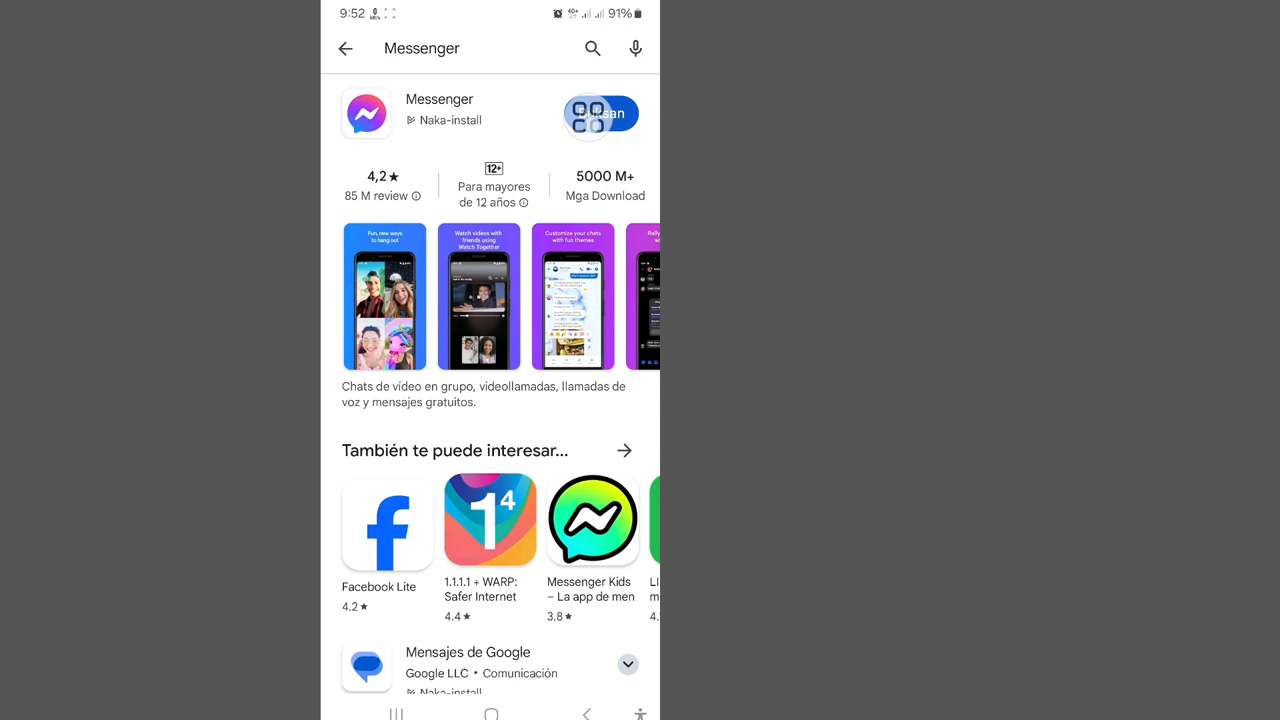 9:52
4G+
91%
Messenger
Messenger
Naka-install
4,2★
85 M review
12+
Para mayores
de 12 años
5000 M+
Mga Download
Fun, new ways
to hang out
Watch videos with
friends using
Watch Together
Customize your chats
with fun themes
Chats de vídeo en grupo, videollamadas, llamadas de
voz y mensajes gratuitos.
También te puede interesar...
Facebook Lite
4.2★
1.1.1.1 + WARP:
Safer Internet
4.4★
Messenger Kids
– La app de men
3.8★
Mensajes de Google
Google LLC • Comunicación
Naka-install